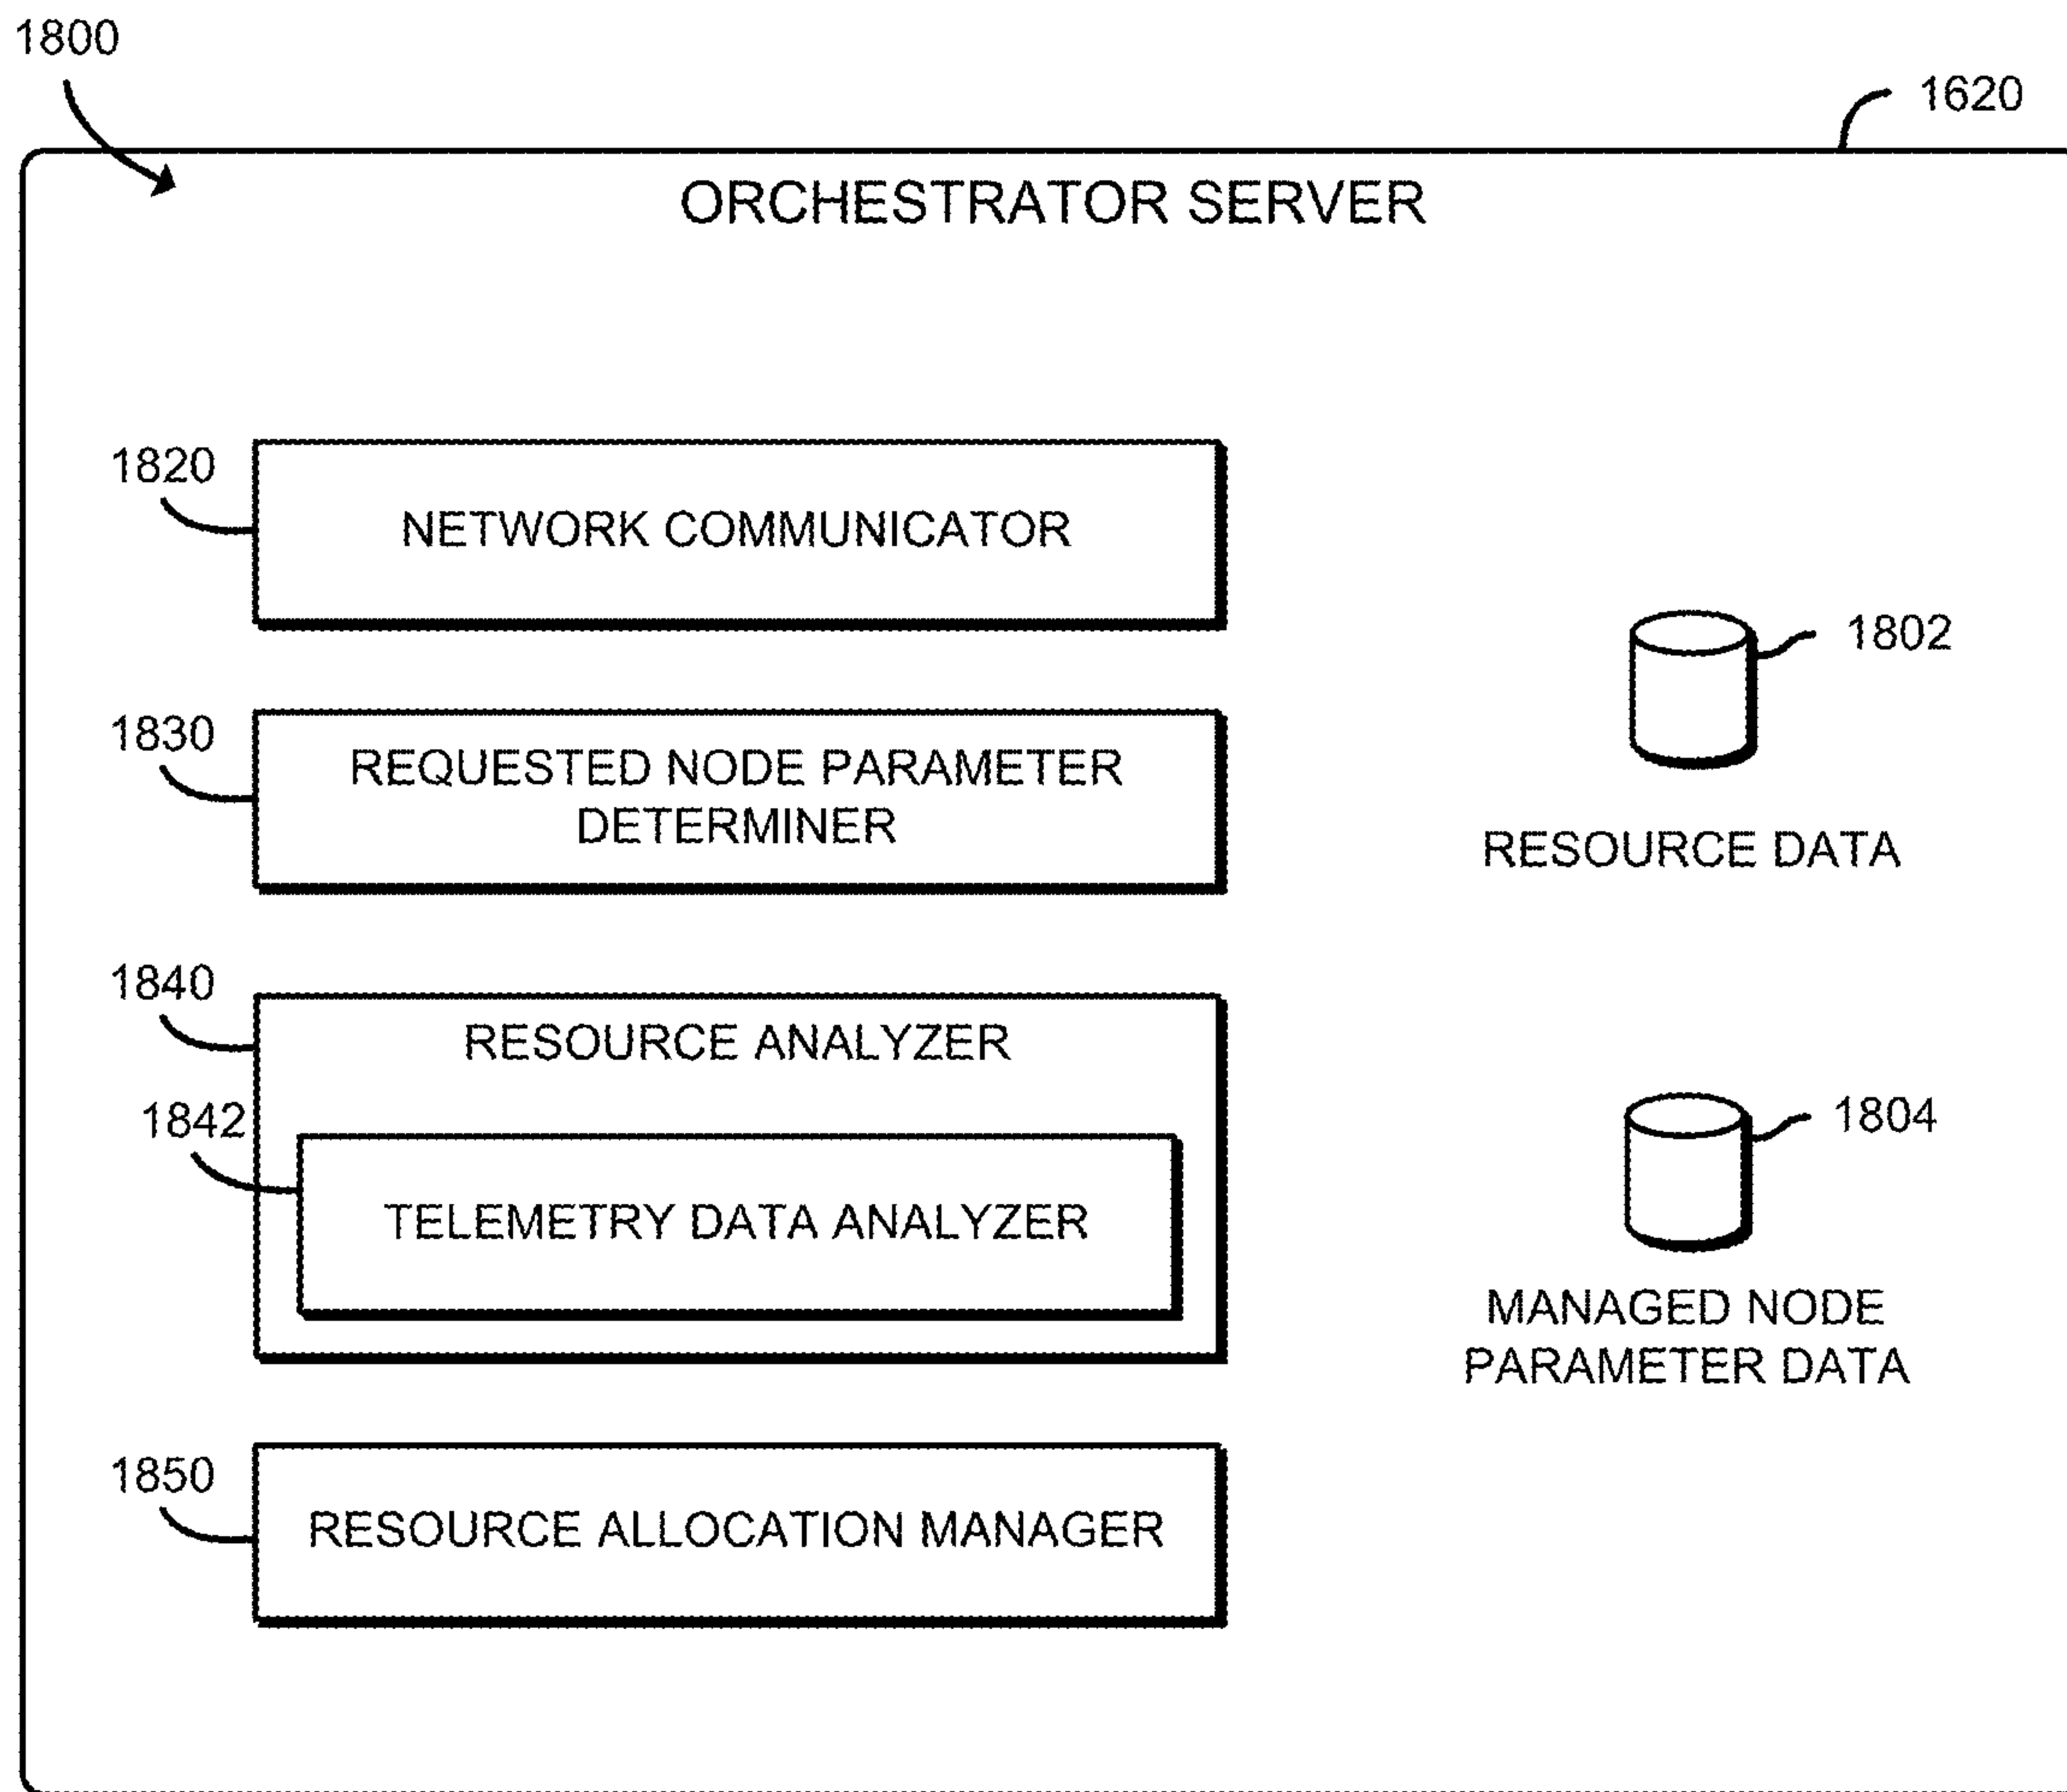 1800
1620
ORCHESTRATOR SERVER
1820
NETWORK COMMUNICATOR
1802
RESOURCE DATA
1830
REQUESTED NODE PARAMETER
DETERMINER
1840
RESOURCE ANALYZER
1842
TELEMETRY DATA ANALYZER
1804
MANAGED NODE
PARAMETER DATA
1850
RESOURCE ALLOCATION MANAGER